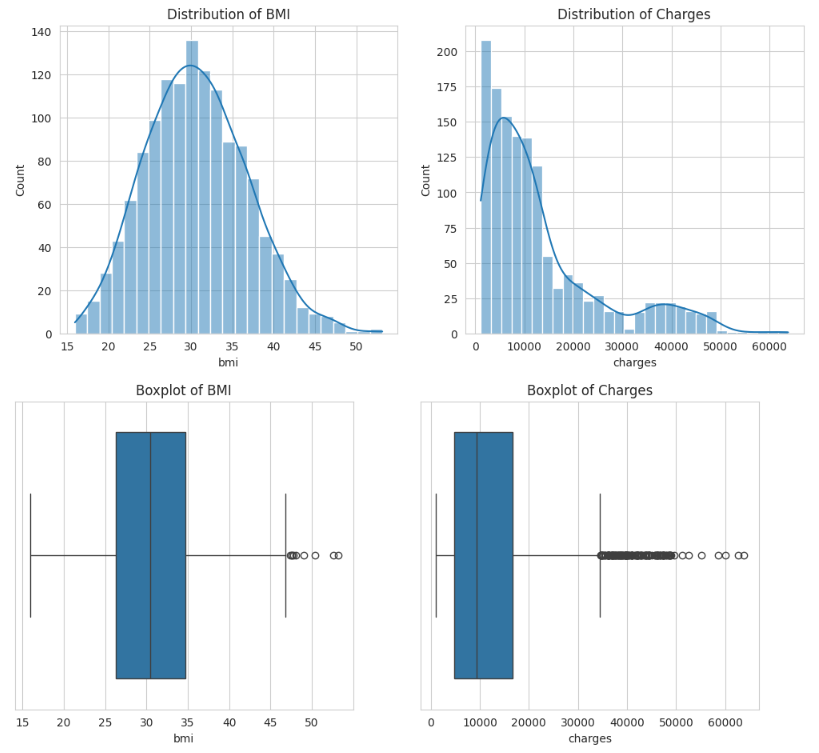 Distribution of BMI
140
120
100
80
60
40
20
0
Count
15 20 25 30 35 40 45 50
bmi
Distribution of Charges
200
175
150
125
100
75
50
25
0
Count
0 10000 20000 30000 40000 50000 60000
charges
Boxplot of BMI
15 20 25 30 35 40 45 50
bmi
Boxplot of Charges
0 10000 20000 30000 40000 50000 60000
charges